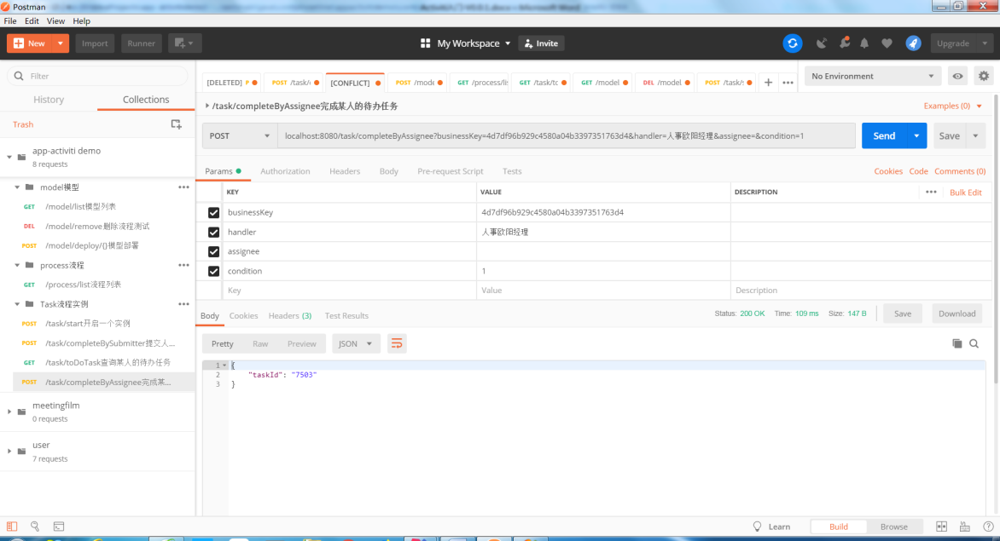 Postman
File Edit View Help
New Import Runner
My Workspace Invite
Upgrade
Filter
History Collections
Trash
app-activiti demo
8 requests
model模型
GET /model/list模型列表
DEL /model/remove删除流程测试
POST /model/deploy/{}模型部署
process流程
GET /process/list流程列表
Task流程实例
POST /task/start开启一个实例
POST /task/completeBySubmitter提交人...
GET /task/toDoTask查询某人的待办任务
POST /task/completeByAssignee完成某...
meetingfilm
0 requests
user
7 requests
[DELETED] P POST /task/ [CONFLICT] POST /mode GET /process/lis GET /task/to GET /model DEL /model. POST /task/s
No Environment
/task/completeByAssignee完成某人的待办任务
Examples (0)
POST localhost:8080/task/completeByAssignee?businessKey=4d7df96b929c4580a04b3397351763d4&handler=人事欧阳经理&assignee=&condition=1 Send Save
Params Authorization Headers Body Pre-request Script Tests Cookies Code Comments (0)
KEY VALUE DESCRIPTION Bulk Edit
businessKey 4d7df96b929c4580a04b3397351763d4
handler 人事欧阳经理
assignee
condition 1
Key Value Description
Body Cookies Headers (3) Test Results Status: 200 OK Time: 109 ms Size: 147 B Save Download
Pretty Raw Preview JSON
1 {
2 "taskId": "7503"
3 }
Learn Build Browse